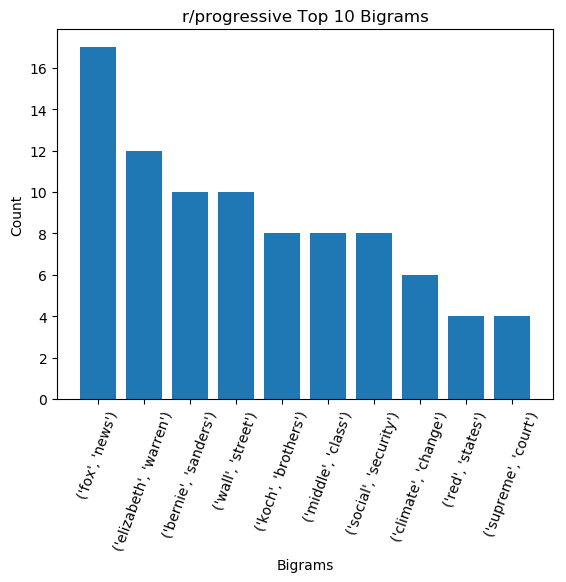 r/progressive Top 10 Bigrams
Count
16
14
12
10
8
6
4
2
0
('fox', 'news')
('elizabeth', 'warren')
('bernie', 'sanders')
('wall', 'street')
('koch', 'brothers')
('middle', 'class')
('social', 'security')
('climate', 'change')
('red', 'states')
('supreme', 'court')
Bigrams